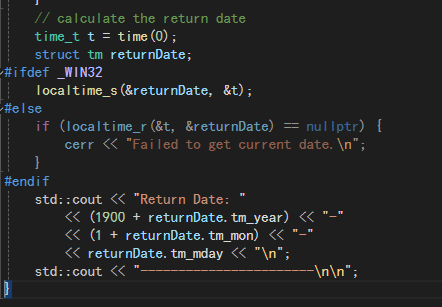 }
// calculate the return date
time_t t = time(0);
struct tm returnDate;
#ifdef _WIN32
localtime_s(&returnDate, &t);
#else
if (localtime_r(&t, &returnDate) == nullptr) {
cerr << "Failed to get current date.\n";
}
#endif
std::cout << "Return Date: "
<< (1900 + returnDate.tm_year) << "-"
<< (1 + returnDate.tm_mon) << "-"
<< returnDate.tm_mday << "\n";
std::cout << "-----------------------\n\n";
}